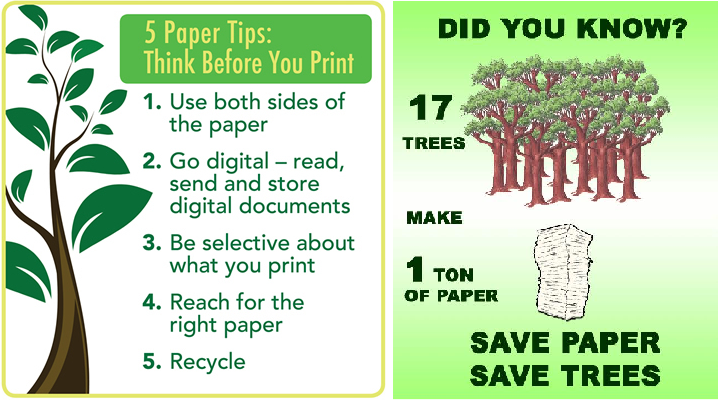 5 Paper Tips:
Think Before You Print
1. Use both sides of
the paper
2. Go digital – read,
send and store
digital documents
3. Be selective about
what you print
4. Reach for the
right paper
5. Recycle
DID YOU KNOW?
17
TREES
MAKE
1 TON
OF PAPER
SAVE PAPER
SAVE TREES